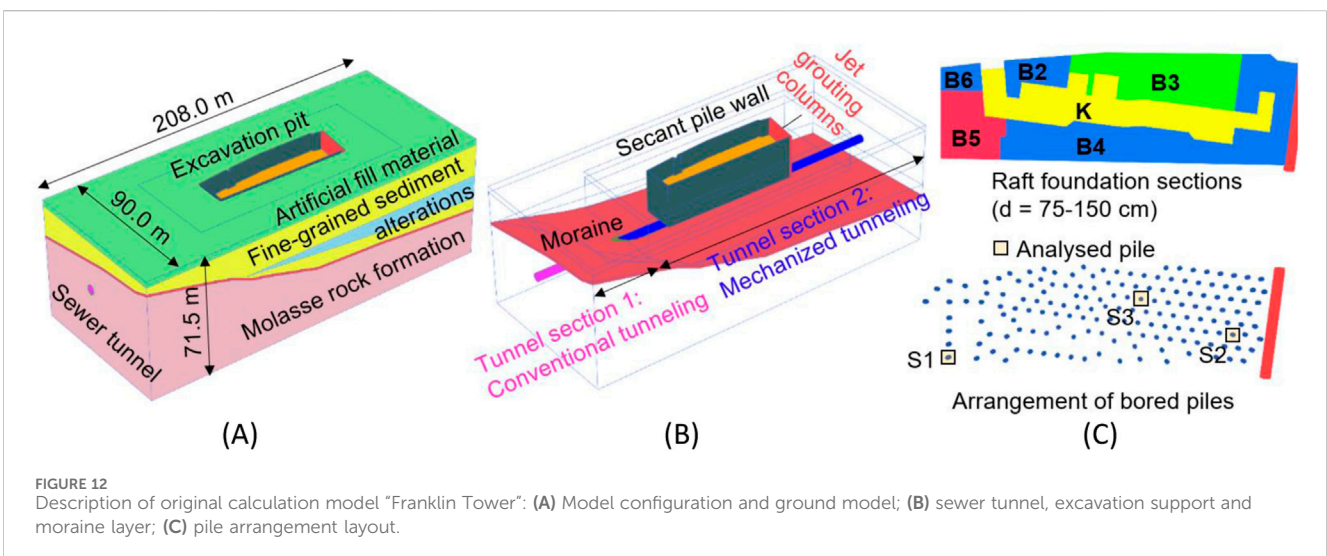 208.0 m
90.0 m
71.5 m
Excavation pit
Artificial fill material
Fine-grained sediment
alterations
Molasse rock formation
Sewer tunnel
(A)
Jet
grouting
columns
Secant pile wall
Moraine
Tunnel section 2:
Mechanized tunneling
Tunnel section 1:
Conventional tunneling
(B)
B6
B2
B3
K
B5
B4
Raft foundation sections
(d = 75-150 cm)
Analysed pile
S3
S2
S1
Arrangement of bored piles
(C)
FIGURE 12
Description of original calculation model “Franklin Tower”: (A) Model configuration and ground model; (B) sewer tunnel, excavation support and
moraine layer; (C) pile arrangement layout.